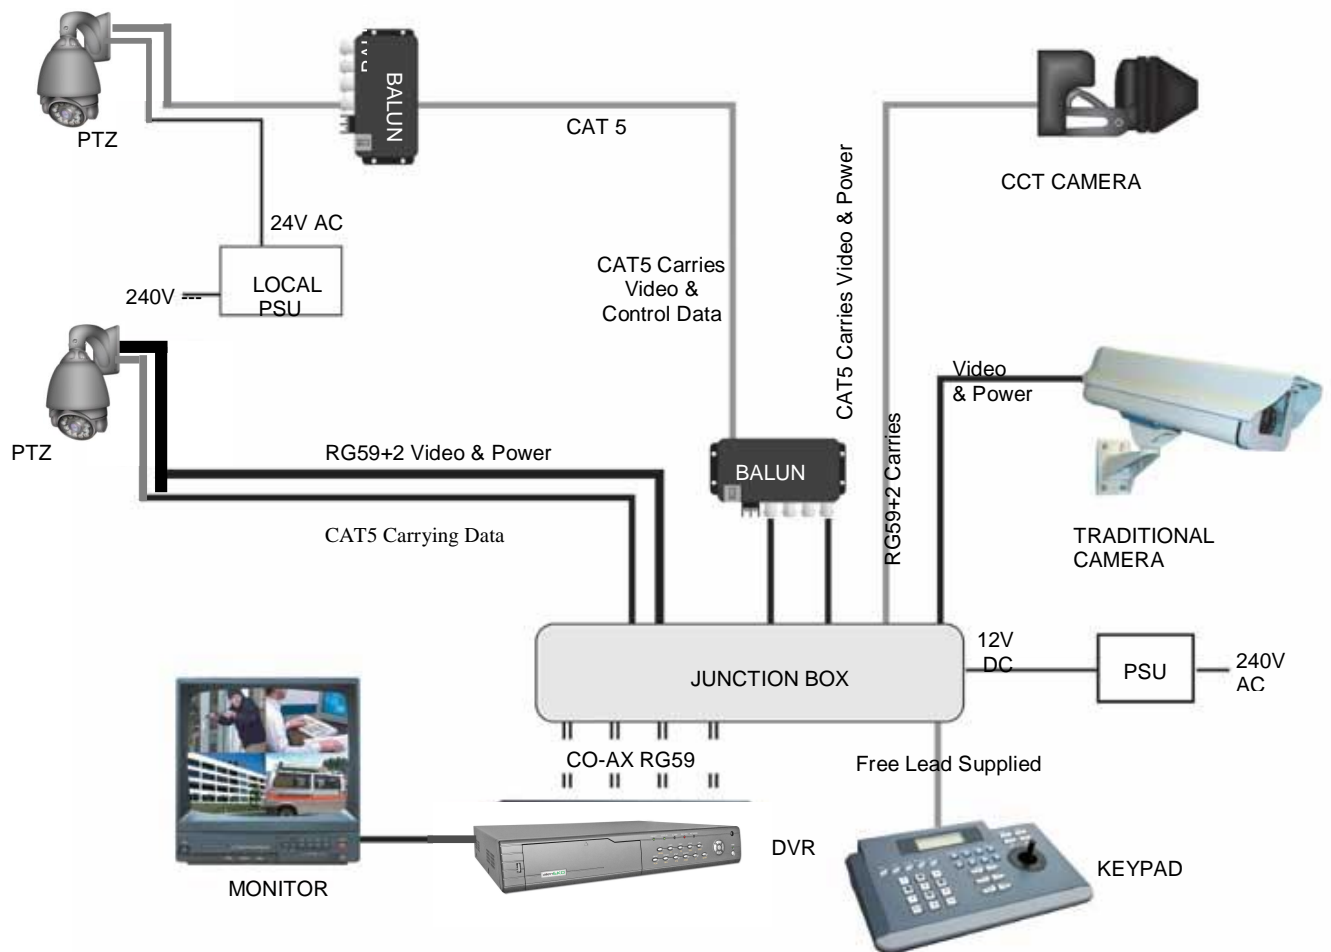 PTZ
BALUN
CAT 5
CCT CAMERA
24V AC
LOCAL
PSU
240V ---
CAT5 Carries
Video &
Control Data
CAT5 Carries Video & Power
RG59+2 Carries
Video
& Power
PTZ
RG59+2 Video & Power
CAT5 Carrying Data
BALUN
TRADITIONAL
CAMERA
JUNCTION BOX
12V
DC
PSU
240V
AC
CO-AX RG59
Free Lead Supplied
MONITOR
DVR
KEYPAD